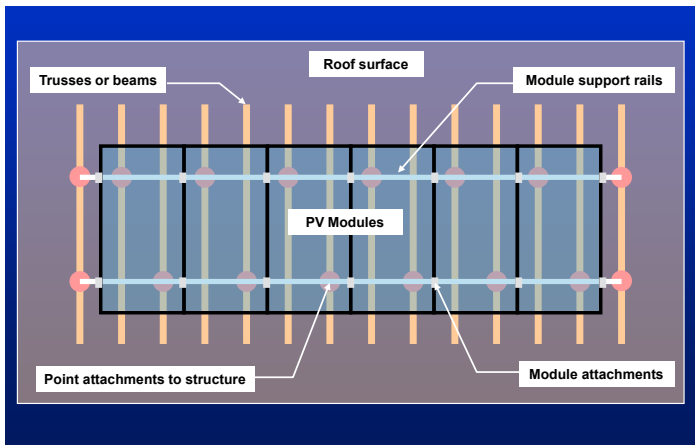 Roof surface
Trusses or beams
Module support rails
PV Modules
Point attachments to structure
Module attachments